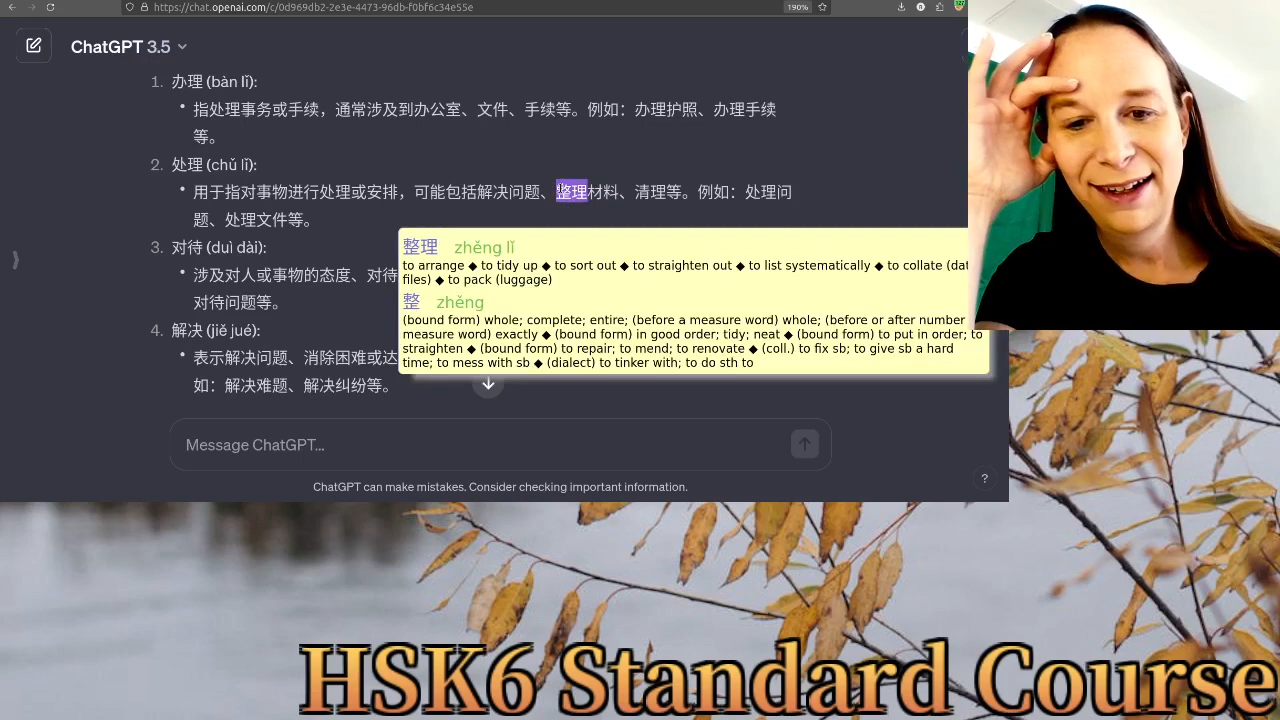 https://chat.openai.com/c/0d969db2-2e3e-4473-96db-f0bf6c34e55e
190%
ChatGPT 3.5
1. 办理 (bàn lǐ):
• 指处理事务或手续，通常涉及到办公室、文件、手续等。例如：办理护照、办理手续
等。
2. 处理 (chǔ lǐ):
• 用于指对事物进行处理或安排，可能包括解决问题、整理材料、清理等。例如：处理问
题、处理文件等。
3. 对待 (duì dài):
• 涉及对人或事物的态度、对待
对待问题等。
4. 解决 (jiě jué):
• 表示解决问题、消除困难或达
如：解决难题、解决纠纷等。
整理 zhěng lǐ
to arrange ◆ to tidy up ◆ to sort out ◆ to straighten out ◆ to list systematically ◆ to collate (dat
files) ◆ to pack (luggage)
整 zhěng
(bound form) whole; complete; entire; (before a measure word) whole; (before or after number
measure word) exactly ◆ (bound form) in good order; tidy; neat ◆ (bound form) to put in order; to
straighten ◆ (bound form) to repair; to mend; to renovate ◆ (coll.) to fix sb; to give sb a hard
time; to mess with sb ◆ (dialect) to tinker with; to do sth to
Message ChatGPT…
ChatGPT can make mistakes. Consider checking important information.
?
HSK6 Standard Course